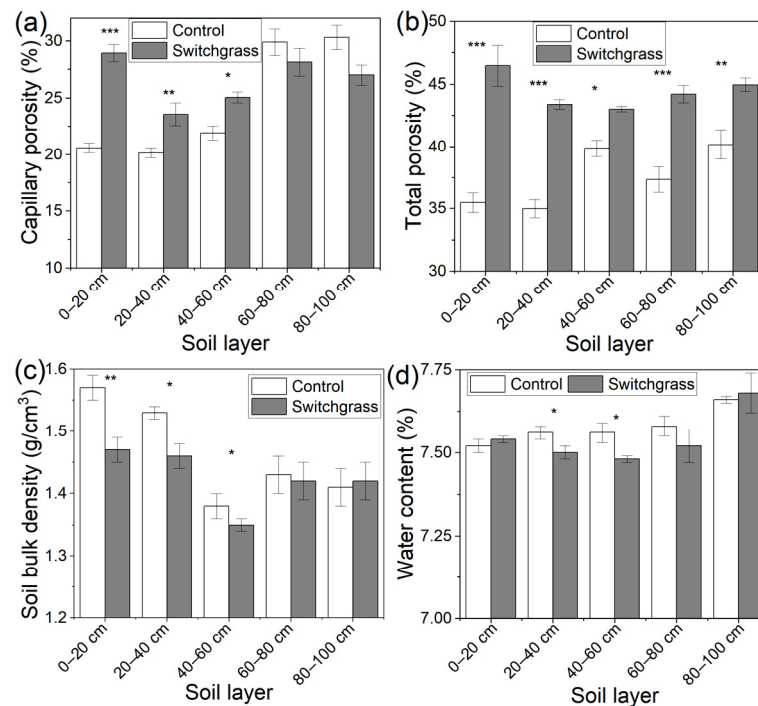 (a)
Control
Switchgrass
Capillary porosity (%)
30
25
20
15
10
***
**
*
0–20 cm
20–40 cm
40–60 cm
60–80 cm
80–100 cm
Soil layer
(b)
Control
Switchgrass
Total porosity (%)
50
45
40
35
30
***
***
*
***
**
0–20 cm
20–40 cm
40–60 cm
60–80 cm
80–100 cm
Soil layer
(c)
Control
Switchgrass
Soil bulk density (g/cm³)
1.6
1.5
1.4
1.3
1.2
**
*
*
0–20 cm
20–40 cm
40–60 cm
60–80 cm
80–100 cm
Soil layer
(d)
Control Switchgrass
Water content (%)
7.75
7.50
7.25
7.00
*
*
0–20 cm
20–40 cm
40–60 cm
60–80 cm
80–100 cm
Soil layer